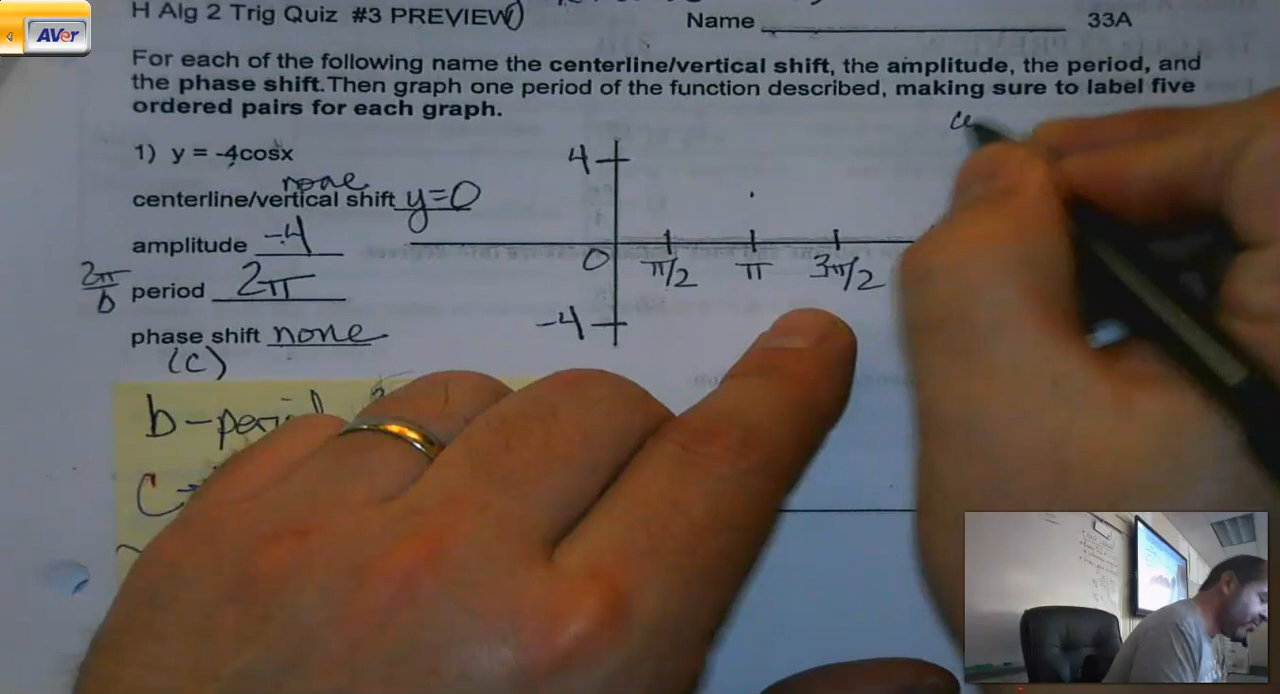 AVer
H Alg 2 Trig Quiz #3 PREVIEW
Name
33A
For each of the following name the centerline/vertical shift, the amplitude, the period, and
the phase shift. Then graph one period of the function described, making sure to label five
ordered pairs for each graph.
1) y = -4cosx
none
centerline/vertical shift y=0
amplitude -4
2π/b period 2π
phase shift none
(c)
4
0 π/2 π 3π/2
-4
b-peri
C